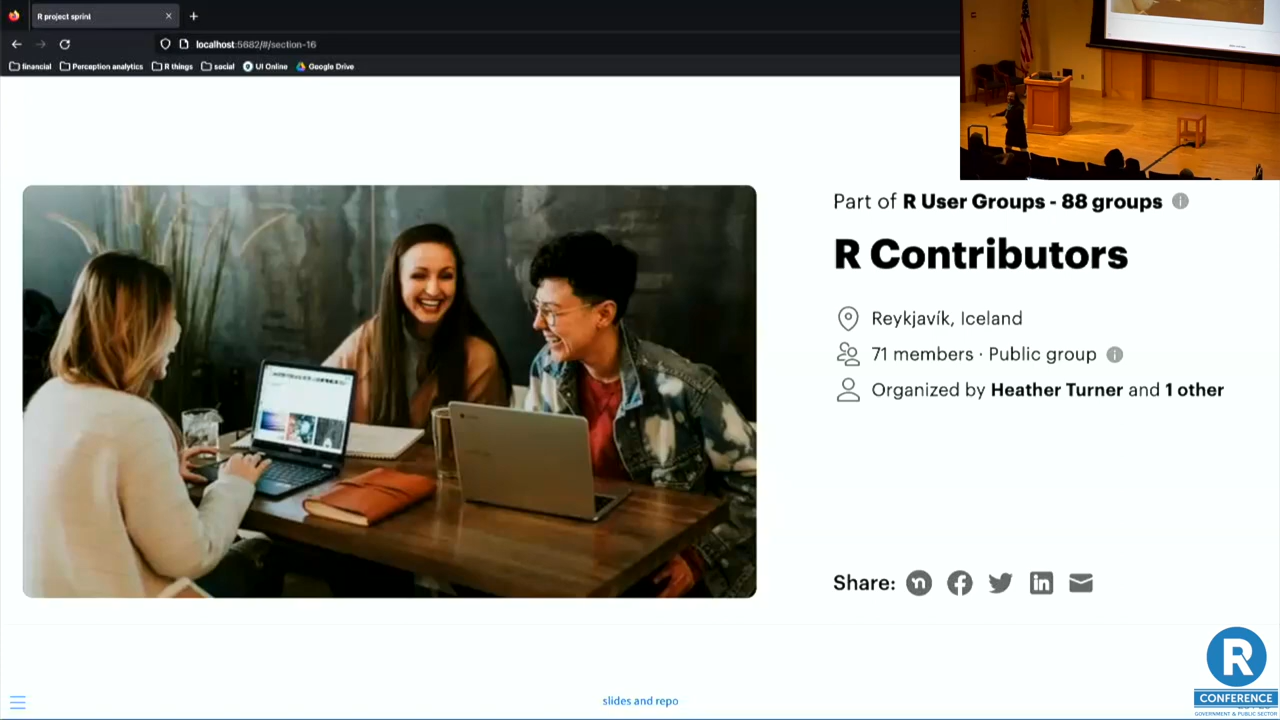 R project sprint
localhost:5682/#/section-16
financial
Perception analytics
R things
social
UI Online
Google Drive
Part of R User Groups - 88 groups
R Contributors
Reykjavík, Iceland
71 members · Public group
Organized by Heather Turner and 1 other
Share:
in
slides and repo
R
CONFERENCE
GOVERNMENT & PUBLIC SECTOR